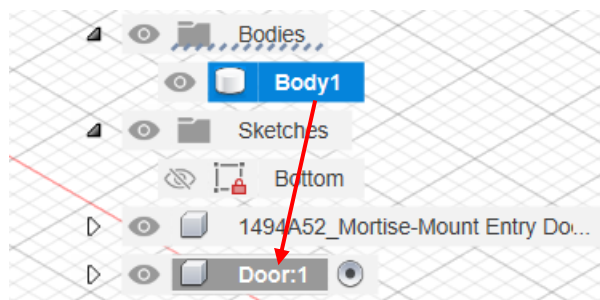 Bodies
Body1
Sketches
Bottom
1494A52_Mortise-Mount Entry Do...
Door:1